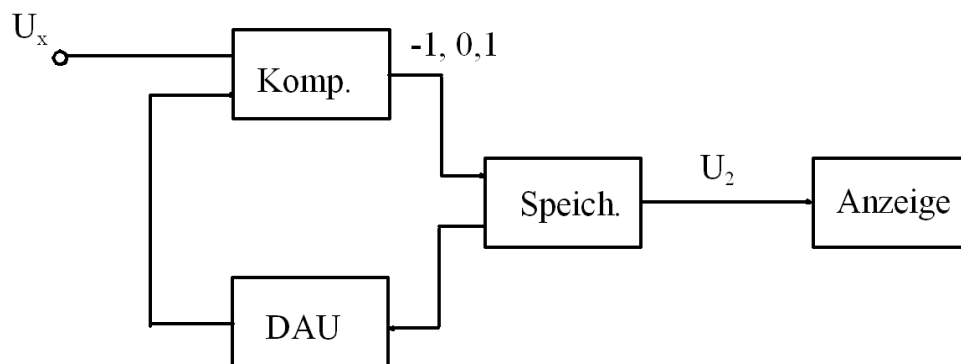 Uₓ
-1, 0,1
Komp.
U₂
Speich.
Anzeige
DAU